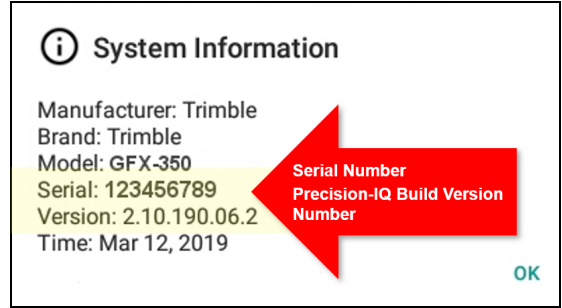 System Information
Manufacturer: Trimble
Brand: Trimble
Model: GFX-350
Serial: 123456789
Version: 2.10.190.06.2
Time: Mar 12, 2019
Serial Number
Precision-IQ Build Version
Number
OK